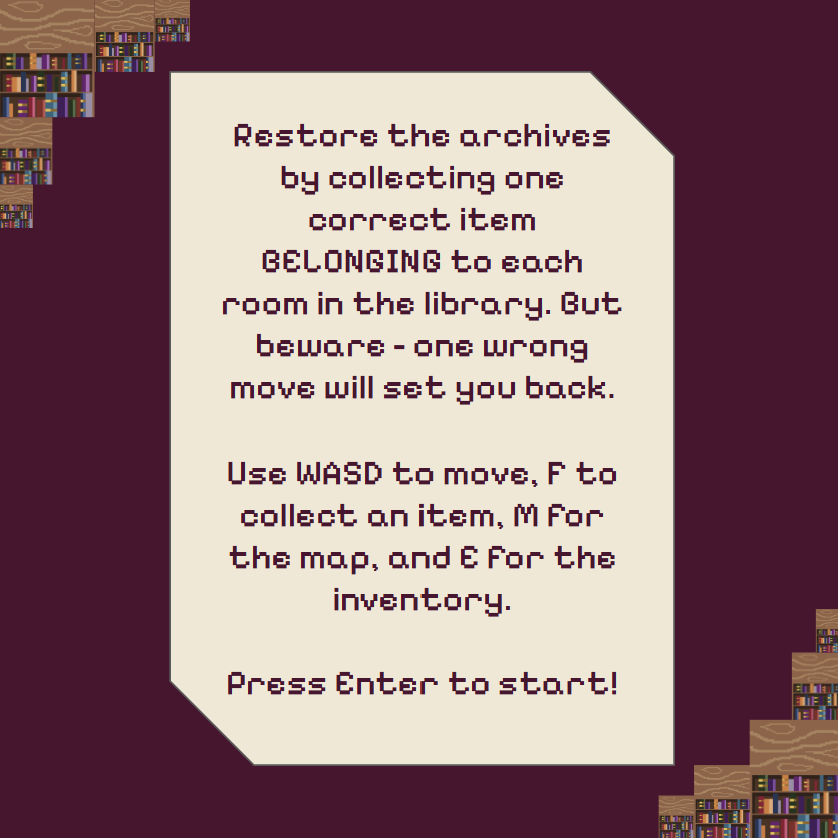 Restore the archives
by collecting one
correct item
BELONGING to each
room in the library. But
beware - one wrong
move will set you back.
Use WASD to move, F to
collect an item, M for
the map, and E for the
inventory.
Press Enter to start!